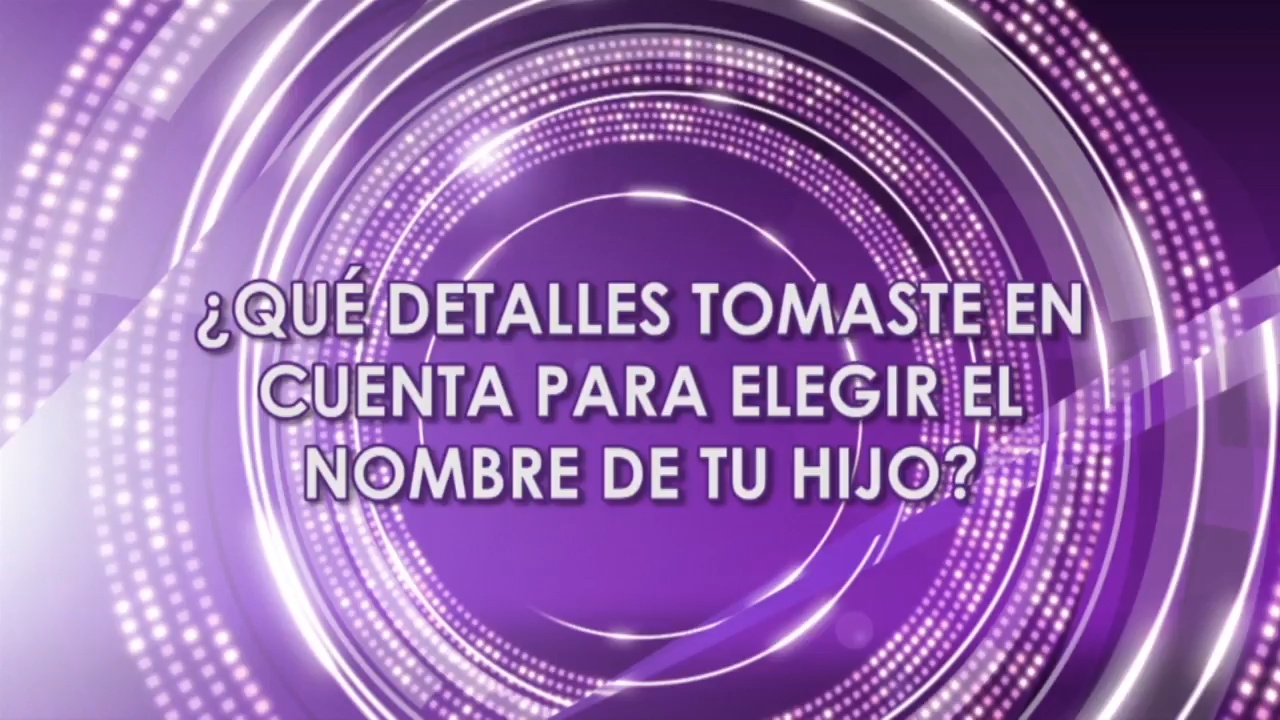 ¿QUÉ DETALLES TOMASTE EN
CUENTA PARA ELEGIR EL
NOMBRE DE TU HIJO?